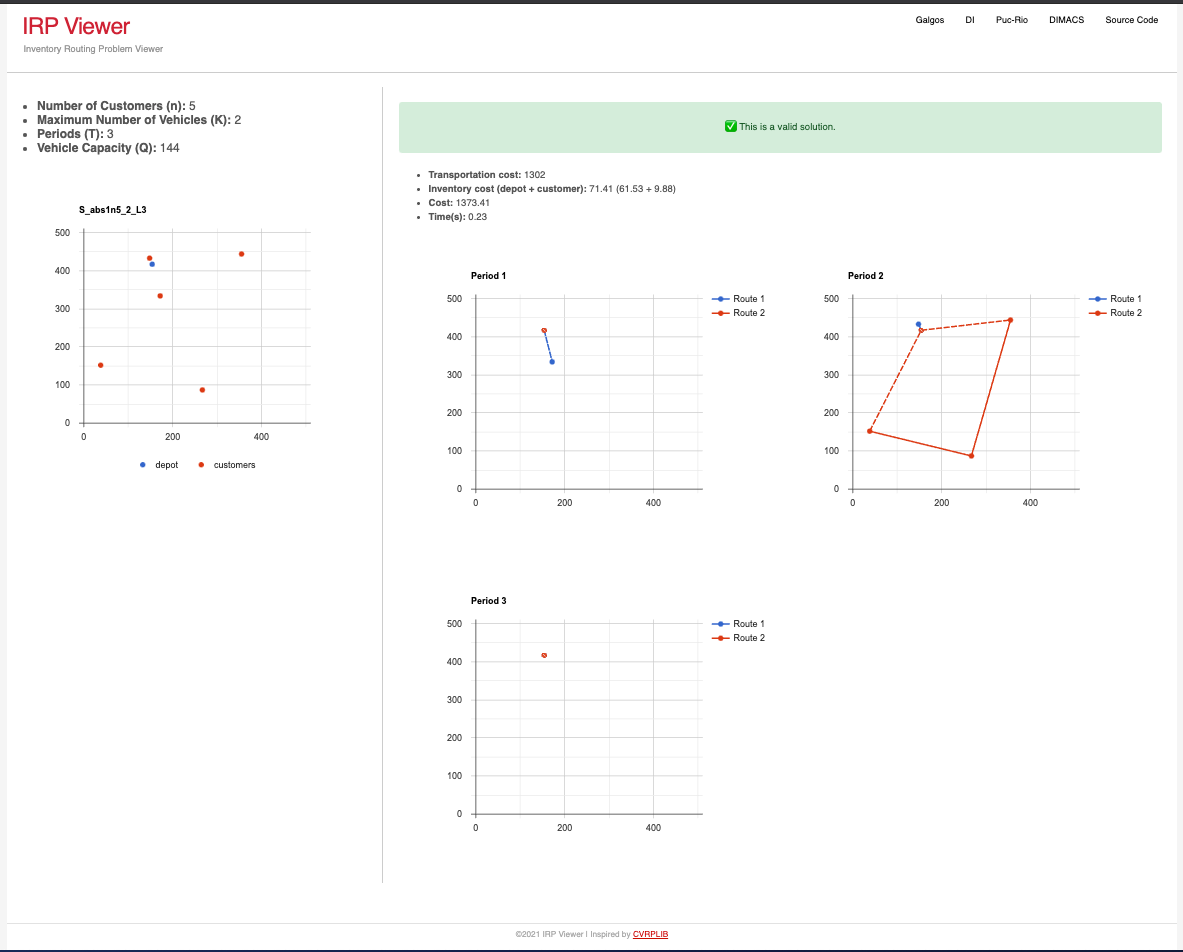 IRP Viewer
Inventory Routing Problem Viewer
Galgos DI Puc-Rio DIMACS Source Code
Number of Customers (n): 5
Maximum Number of Vehicles (K): 2
Periods (T): 3
Vehicle Capacity (Q): 144
S_abs1n5_2_L3
500
400
300
200
100
0
0 200 400
depot customers
✅ This is a valid solution.
Transportation cost: 1302
Inventory cost (depot + customer): 71.41 (61.53 + 9.88)
Cost: 1373.41
Time(s): 0.23
Period 1
500
400
300
200
100
0
0 200 400
Route 1
Route 2
Period 2
500
400
300
200
100
0
0 200 400
Route 1
Route 2
Period 3
500
400
300
200
100
0
0 200 400
Route 1
Route 2
©2021 IRP Viewer | Inspired by CVRPLIB